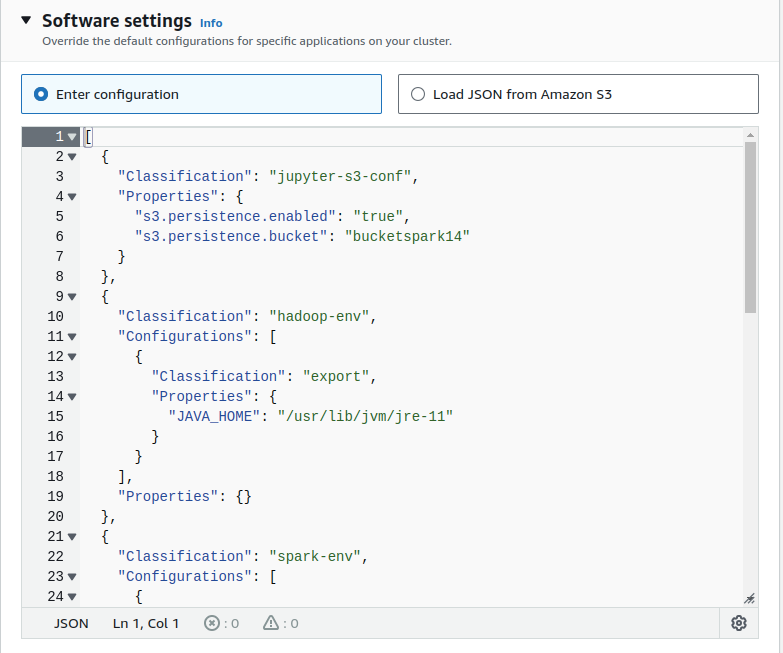 Software settings Info
Override the default configurations for specific applications on your cluster.
Enter configuration
Load JSON from Amazon S3
1 [
2 {
3 "Classification": "jupyter-s3-conf",
4 "Properties": {
5 "s3.persistence.enabled": "true",
6 "s3.persistence.bucket": "bucketspark14"
7 }
8 },
9 {
10 "Classification": "hadoop-env",
11 "Configurations": [
12 {
13 "Classification": "export",
14 "Properties": {
15 "JAVA_HOME": "/usr/lib/jvm/jre-11"
16 }
17 }
18 ],
19 "Properties": {}
20 },
21 {
22 "Classification": "spark-env",
23 "Configurations": [
24 {
JSON Ln 1, Col 1 : 0 : 0